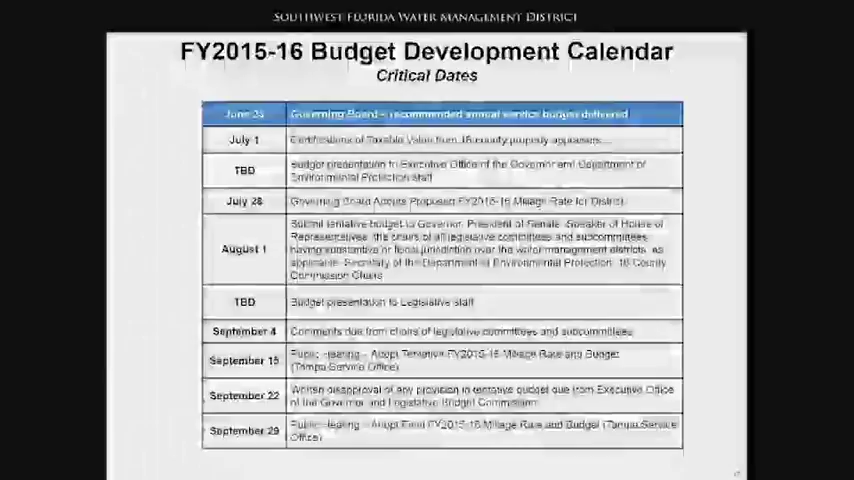 SOUTHWEST FLORIDA WATER MANAGEMENT DISTRICT
FY2015-16 Budget Development Calendar
Critical Dates
June 23 Governing Board – recommended annual service budget delivered
July 1 Certifications of Taxable Value from 16 county property appraisers
TBD Budget presentation to Executive Office of the Governor and Department of
Environmental Protection staff
July 28 Governing Board Adopts Proposed FY2015-16 Millage Rate for District
August 1 Submit tentative budget to Governor, President of Senate, Speaker of House of
Representatives, the chairs of all legislative committees and subcommittees
having substantive or fiscal jurisdiction over the water management districts, as
applicable, Secretary of the Department of Environmental Protection, 16 County
Commission Chairs
TBD Budget presentation to Legislative staff
September 4 Comments due from chairs of legislative committees and subcommittees
September 15 Public Hearing – Adopt Tentative FY2015-16 Millage Rate and Budget
(Tampa Service Office)
September 22 Written disapproval of any provision in tentative budget due from Executive Office
of the Governor and Legislative Budget Commission
September 29 Public Hearing – Adopt Final FY2015-16 Millage Rate and Budget (Tampa Service
Office)